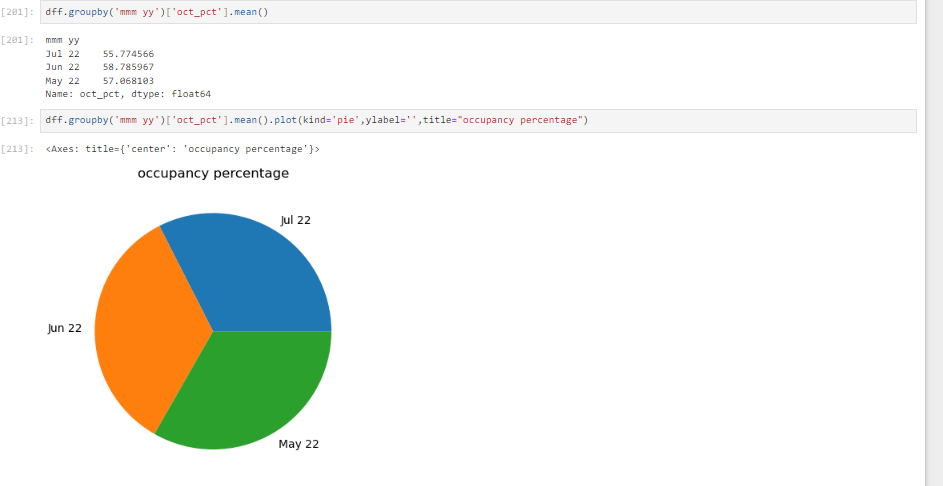 [201]: dff.groupby('mmm yy')['oct_pct'].mean()
[201]: mmm yy
Jul 22    55.774566
Jun 22    58.785967
May 22    57.068103
Name: oct_pct, dtype: float64
[213]: dff.groupby('mmm yy')['oct_pct'].mean().plot(kind='pie',ylabel='',title="occupancy percentage")
[213]: <Axes: title={'center': 'occupancy percentage'}>
occupancy percentage
Jul 22
Jun 22
May 22